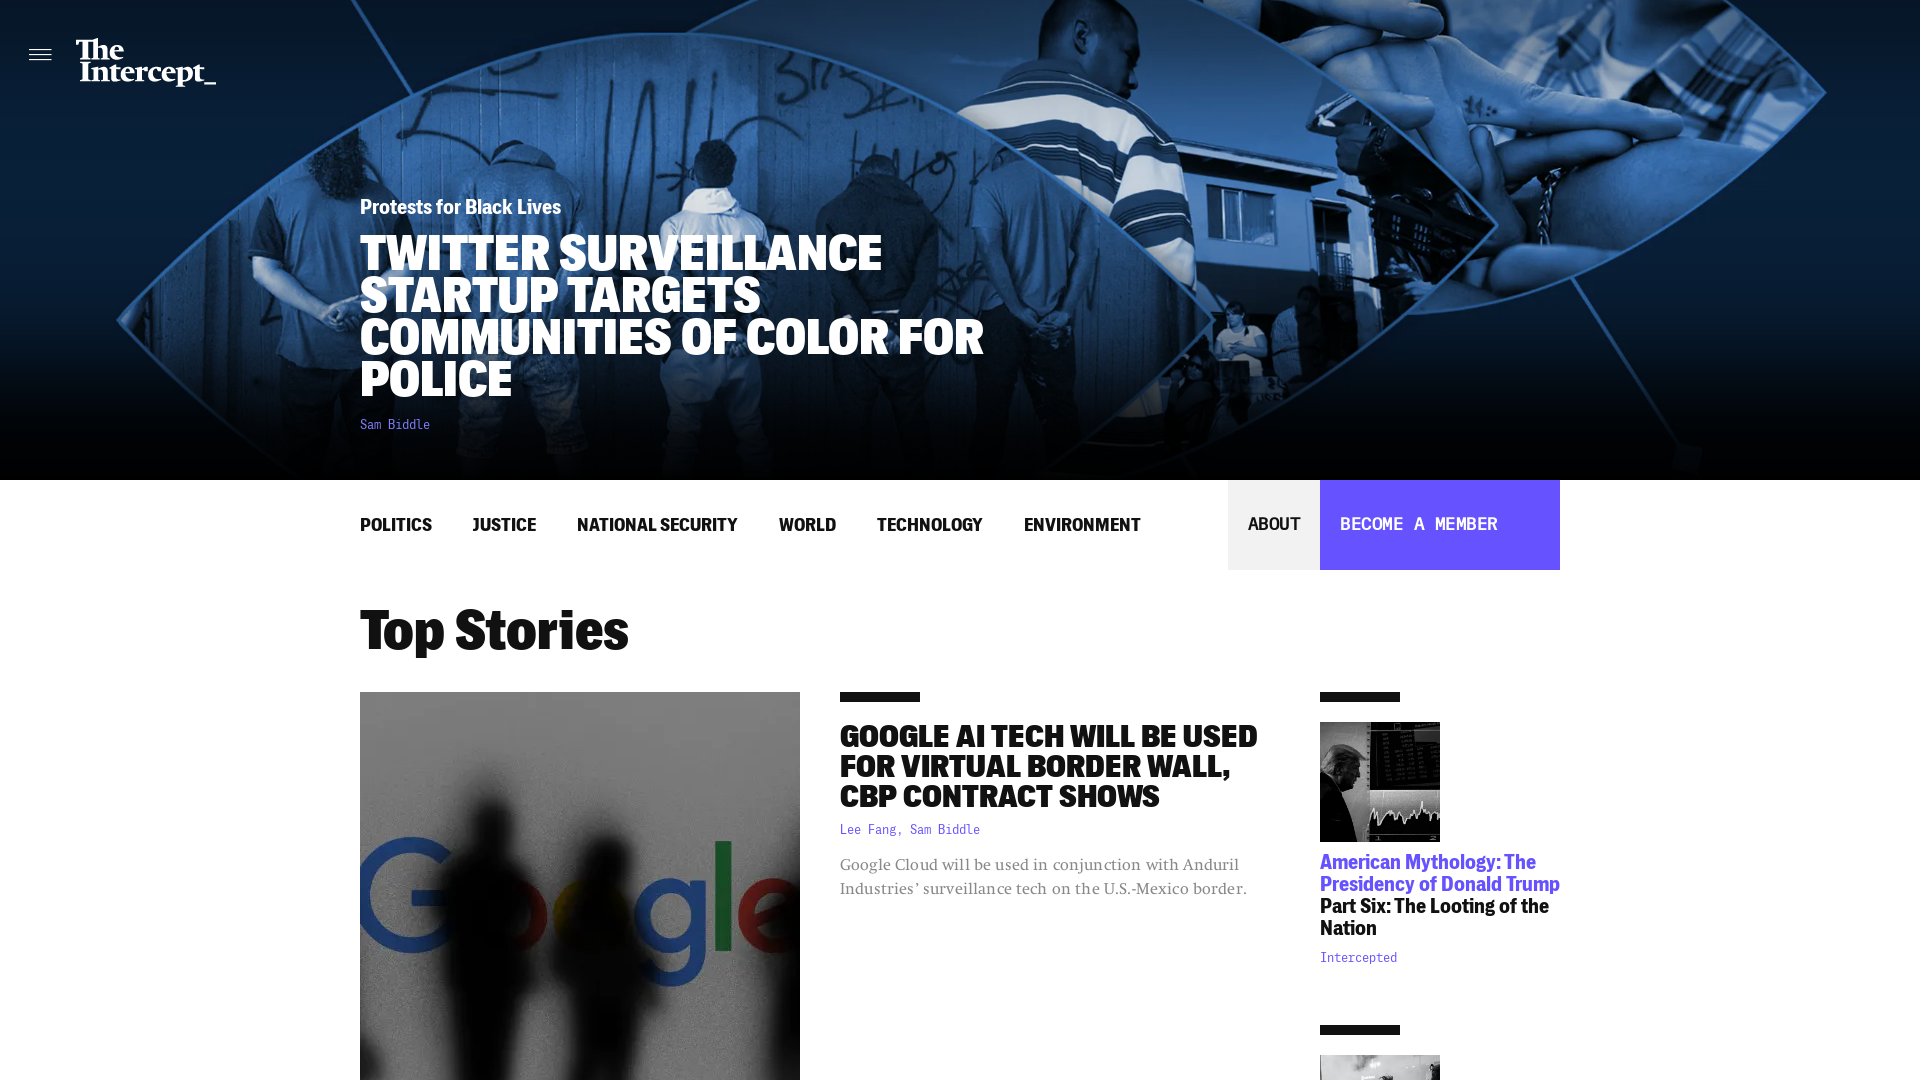 The
Intercept_
Protests for Black Lives
TWITTER SURVEILLANCE
STARTUP TARGETS
COMMUNITIES OF COLOR FOR
POLICE
Sam Biddle
POLITICS JUSTICE NATIONAL SECURITY WORLD TECHNOLOGY ENVIRONMENT ABOUT BECOME A MEMBER
Top Stories
Google
GOOGLE AI TECH WILL BE USED
FOR VIRTUAL BORDER WALL,
CBP CONTRACT SHOWS
Lee Fang, Sam Biddle
Google Cloud will be used in conjunction with Anduril
Industries’ surveillance tech on the U.S.-Mexico border.
American Mythology: The
Presidency of Donald Trump
Part Six: The Looting of the
Nation
Intercepted